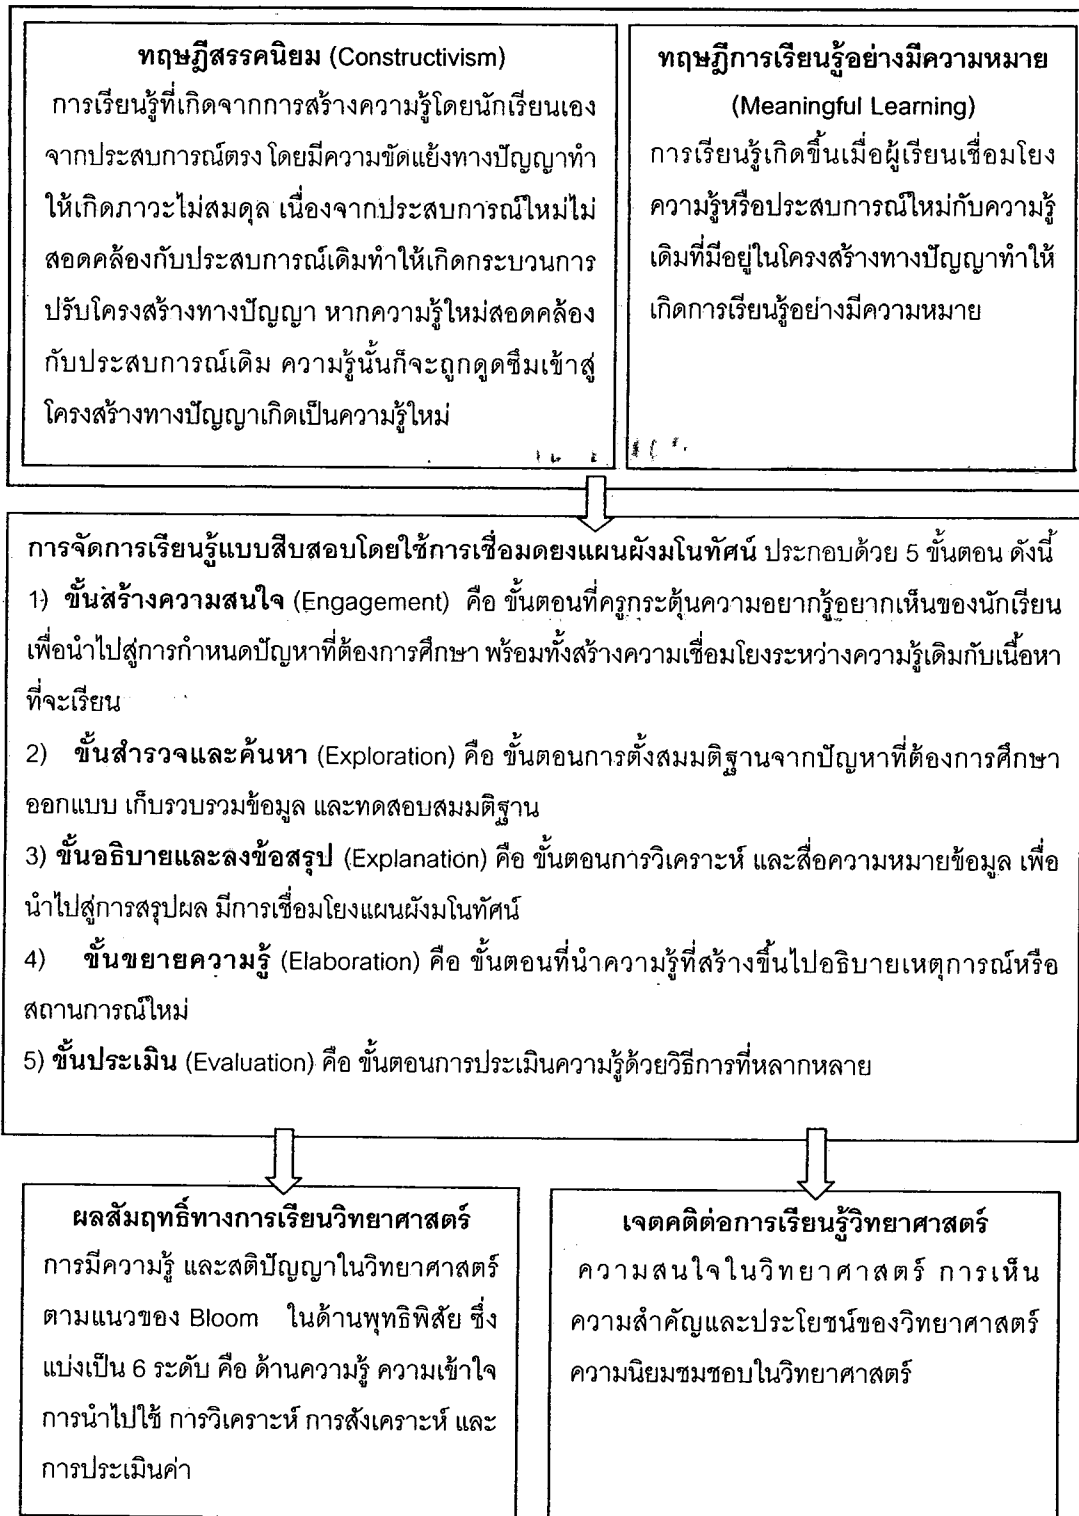 ทฤษฎีสรรคนิยม (Constructivism)
การเรียนรู้ที่เกิดจากการสร้างความรู้โดยนักเรียนเอง
จากประสบการณ์ตรง โดยมีความขัดแย้งทางปัญญาทำ
ให้เกิดภาวะไม่สมดุล เนื่องจากประสบการณ์ใหม่ไม่
สอดคล้องกับประสบการณ์เดิมทำให้เกิดกระบวนการ
ปรับโครงสร้างทางปัญญา หากความรู้ใหม่สอดคล้อง
กับประสบการณ์เดิม ความรู้นั้นก็จะถูกดูดซึมเข้าสู่
โครงสร้างทางปัญญาเกิดเป็นความรู้ใหม่
ทฤษฎีการเรียนรู้อย่างมีความหมาย
(Meaningful Learning)
การเรียนรู้เกิดขึ้นเมื่อผู้เรียนเชื่อมโยง
ความรู้หรือประสบการณ์ใหม่กับความรู้
เดิมที่มีอยู่ในโครงสร้างทางปัญญาทำให้
เกิดการเรียนรู้อย่างมีความหมาย
การจัดการเรียนรู้แบบสืบสอบโดยใช้การเชื่อมดยงแผนผังมโนทัศน์ ประกอบด้วย 5 ขั้นตอน ดังนี้
1) ขั้นสร้างความสนใจ (Engagement) คือ ขั้นตอนที่ครูกระตุ้นความอยากรู้อยากเห็นของนักเรียน
เพื่อนำไปสู่การกำหนดปัญหาที่ต้องการศึกษา พร้อมทั้งสร้างความเชื่อมโยงระหว่างความรู้เดิมกับเนื้อหา
ที่จะเรียน
2) ขั้นสำรวจและค้นหา (Exploration) คือ ขั้นตอนการตั้งสมมติฐานจากปัญหาที่ต้องการศึกษา
ออกแบบ เก็บรวบรวมข้อมูล และทดสอบสมมติฐาน
3) ขั้นอธิบายและลงข้อสรุป (Explanation) คือ ขั้นตอนการวิเคราะห์ และสื่อความหมายข้อมูล เพื่อ
นำไปสู่การสรุปผล มีการเชื่อมโยงแผนผังมโนทัศน์
4) ขั้นขยายความรู้ (Elaboration) คือ ขั้นตอนที่นำความรู้ที่สร้างขึ้นไปอธิบายเหตุการณ์หรือ
สถานการณ์ใหม่
5) ขั้นประเมิน (Evaluation) คือ ขั้นตอนการประเมินความรู้ด้วยวิธีการที่หลากหลาย
ผลสัมฤทธิ์ทางการเรียนวิทยาศาสตร์
การมีความรู้ และสติปัญญาในวิทยาศาสตร์
ตามแนวของ Bloom ในด้านพุทธิพิสัย ซึ่ง
แบ่งเป็น 6 ระดับ คือ ด้านความรู้ ความเข้าใจ
การนำไปใช้ การวิเคราะห์ การสังเคราะห์ และ
การประเมินค่า
เจตคติต่อการเรียนรู้วิทยาศาสตร์
ความสนใจในวิทยาศาสตร์ การเห็น
ความสำคัญและประโยชน์ของวิทยาศาสตร์
ความนิยมชมชอบในวิทยาศาสตร์